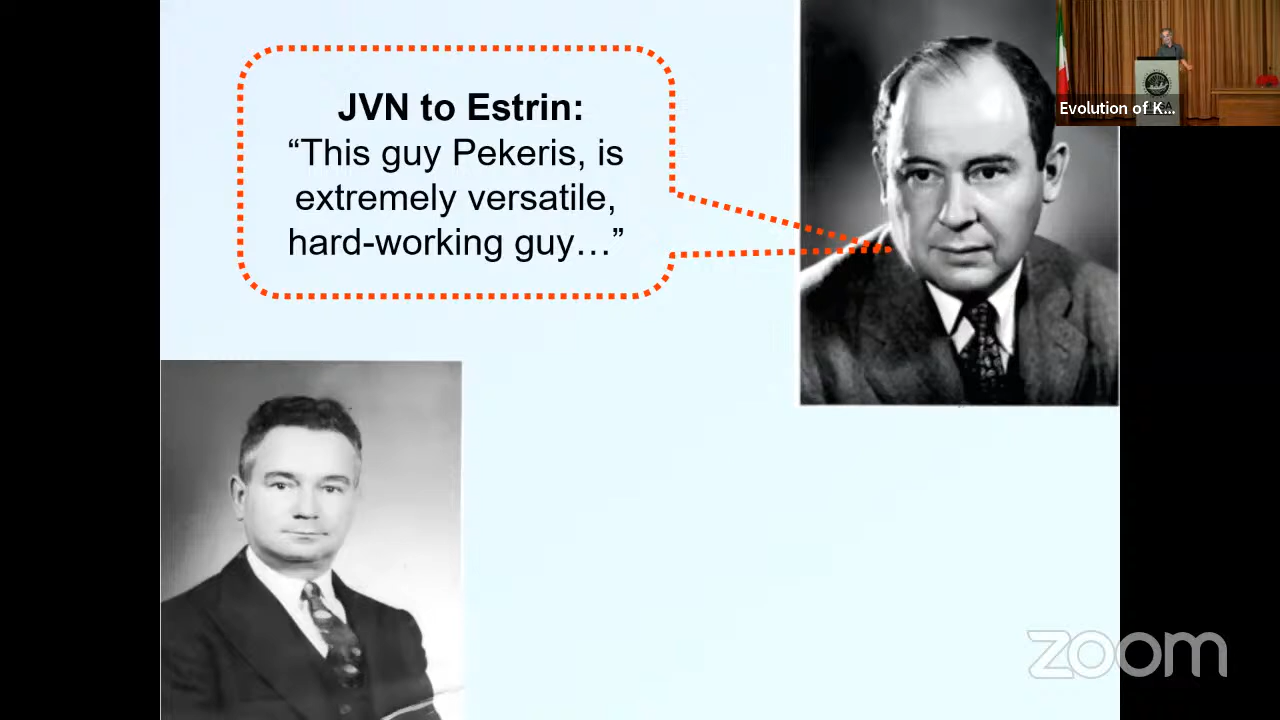 JVN to Estrin:
“This guy Pekeris, is
extremely versatile,
hard-working guy…”
Evolution of K...
zoom